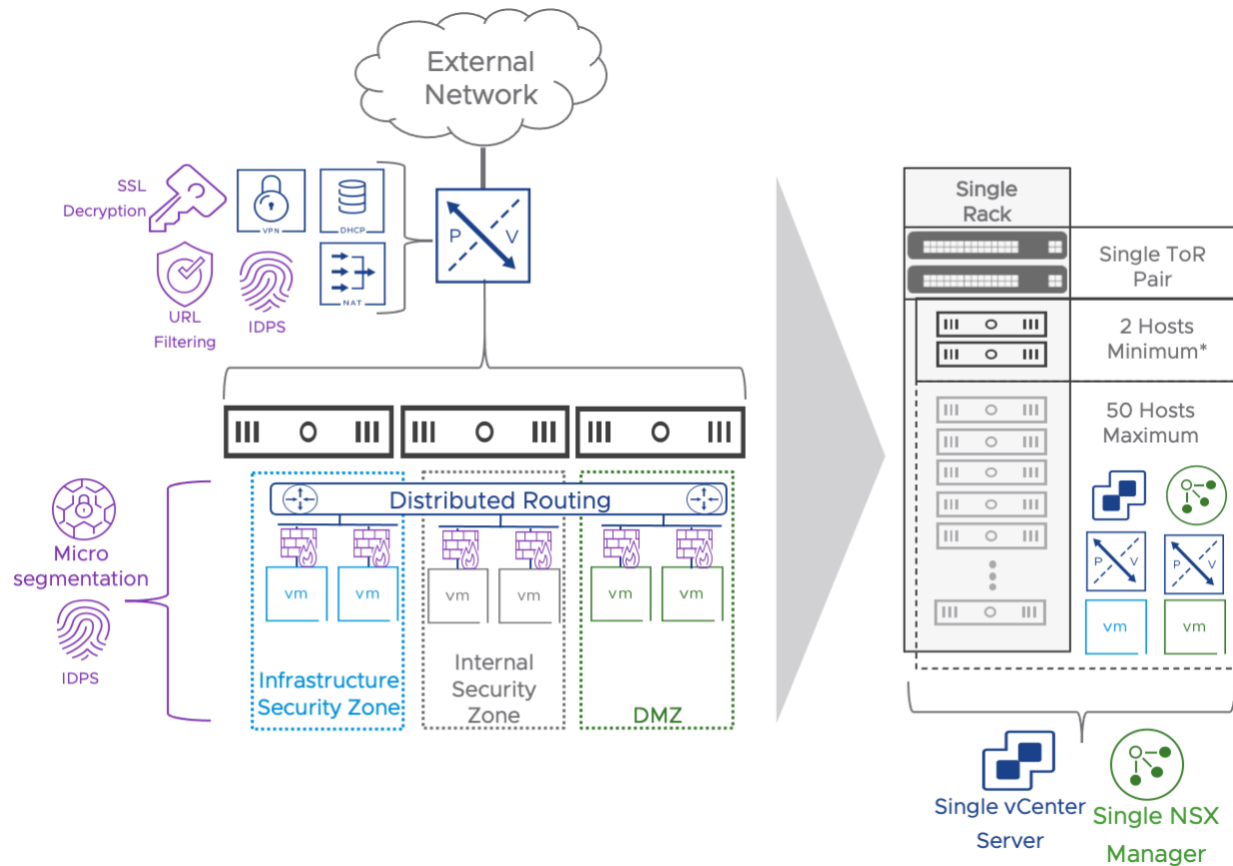 External
Network
SSL
Decryption
VPN
DHCP
URL
Filtering
IDPS
NAT
P
V
Distributed Routing
vm
vm
vm
vm
vm
vm
Micro
segmentation
IDPS
Infrastructure
Security Zone
Internal
Security
Zone
DMZ
Single
Rack
Single ToR
Pair
2 Hosts
Minimum*
50 Hosts
Maximum
P
V
P
V
vm
vm
Single vCenter
Server
Single NSX
Manager